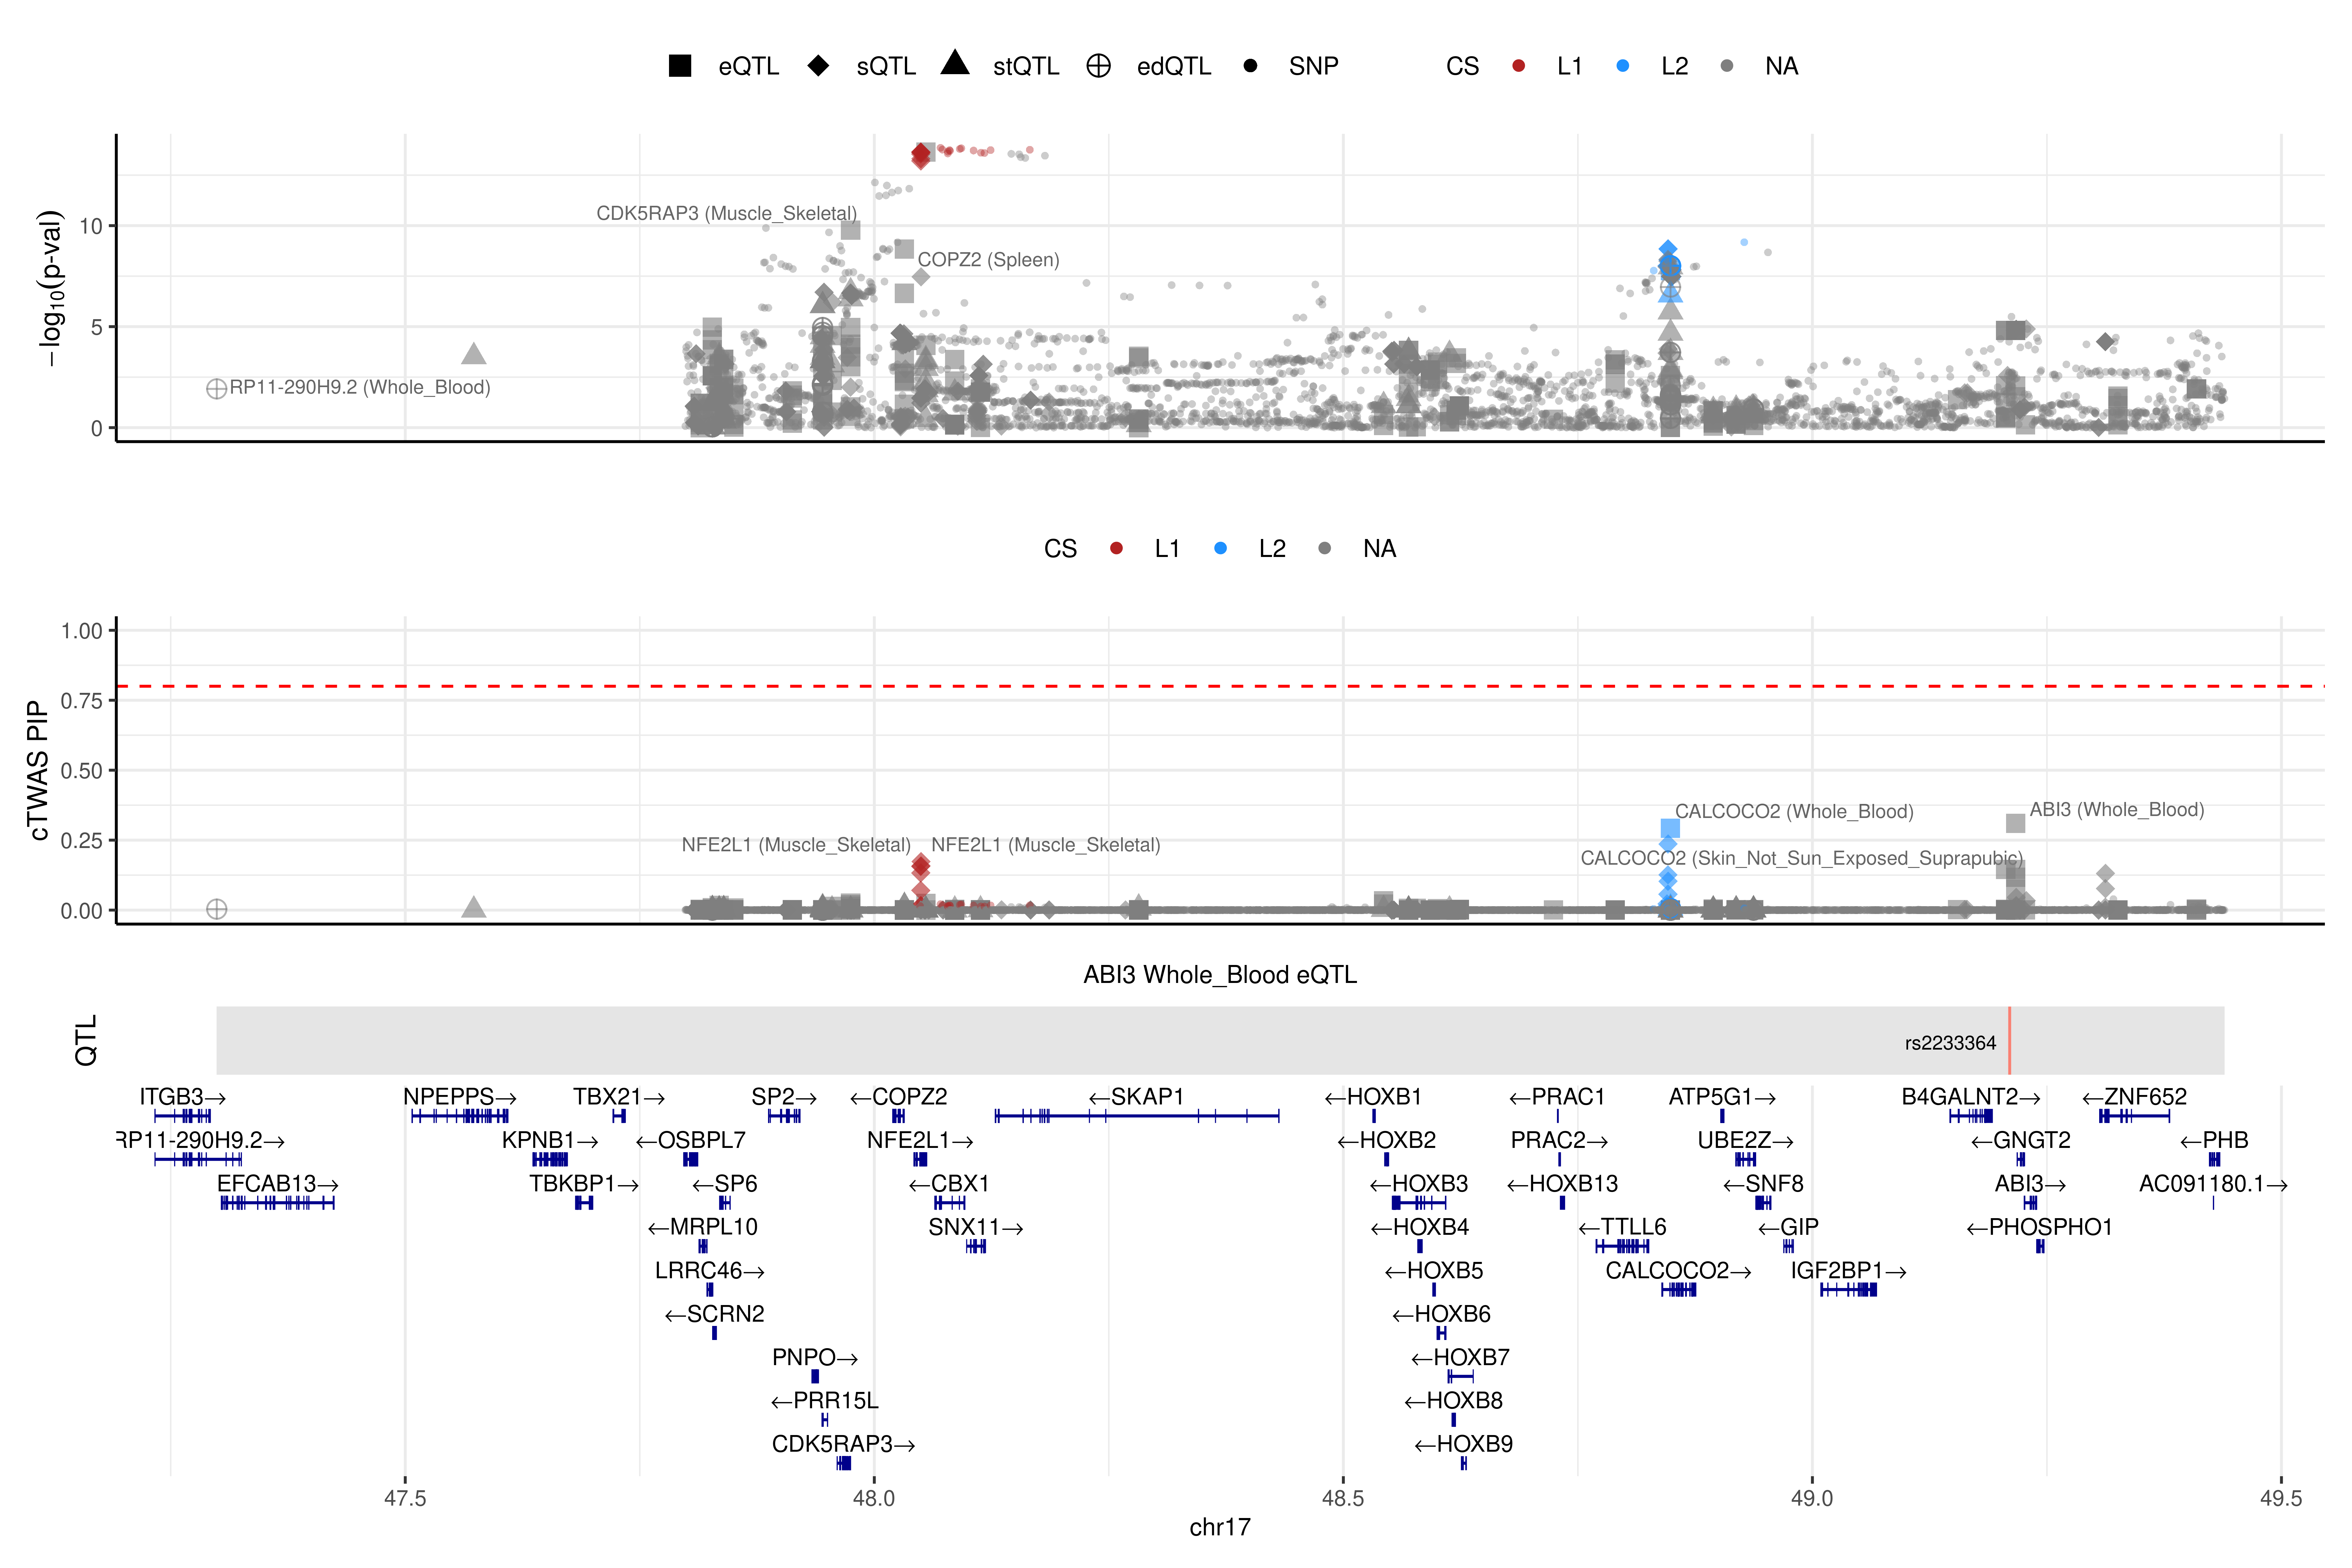 eQTL sQTL stQTL edQTL SNP CS L1 L2 NA
−log10(p-val)
10
5
0
CDK5RAP3 (Muscle_Skeletal)
COPZ2 (Spleen)
RP11-290H9.2 (Whole_Blood)
CS L1 L2 NA
cTWAS PIP
1.00
0.75
0.50
0.25
0.00
CALCOCO2 (Whole_Blood)
ABI3 (Whole_Blood)
NFE2L1 (Muscle_Skeletal)
NFE2L1 (Muscle_Skeletal)
CALCOCO2 (Skin_Not_Sun_Exposed_Suprapubic)
ABI3 Whole_Blood eQTL
QTL
rs2233364
ITGB3→ NPEPPS→ TBX21→ SP2→ ←COPZ2 ←SKAP1 ←HOXB1 ←PRAC1 ATP5G1→ B4GALNT2→ ←ZNF652
RP11-290H9.2→ KPNB1→ ←OSBPL7 NFE2L1→ ←HOXB2 PRAC2→ UBE2Z→ ←GNGT2 ←PHB
EFCAB13→ TBKBP1→ ←SP6 ←CBX1 ←HOXB3 ←HOXB13 ←SNF8 ABI3→ AC091180.1→
←MRPL10 SNX11→ ←HOXB4 ←TTLL6 ←GIP ←PHOSPHO1
LRRC46→ ←HOXB5 CALCOCO2→ IGF2BP1→
←SCRN2 ←HOXB6
PNPO→ ←HOXB7
←PRR15L ←HOXB8
CDK5RAP3→ ←HOXB9
47.5 48.0 48.5 49.0 49.5
chr17